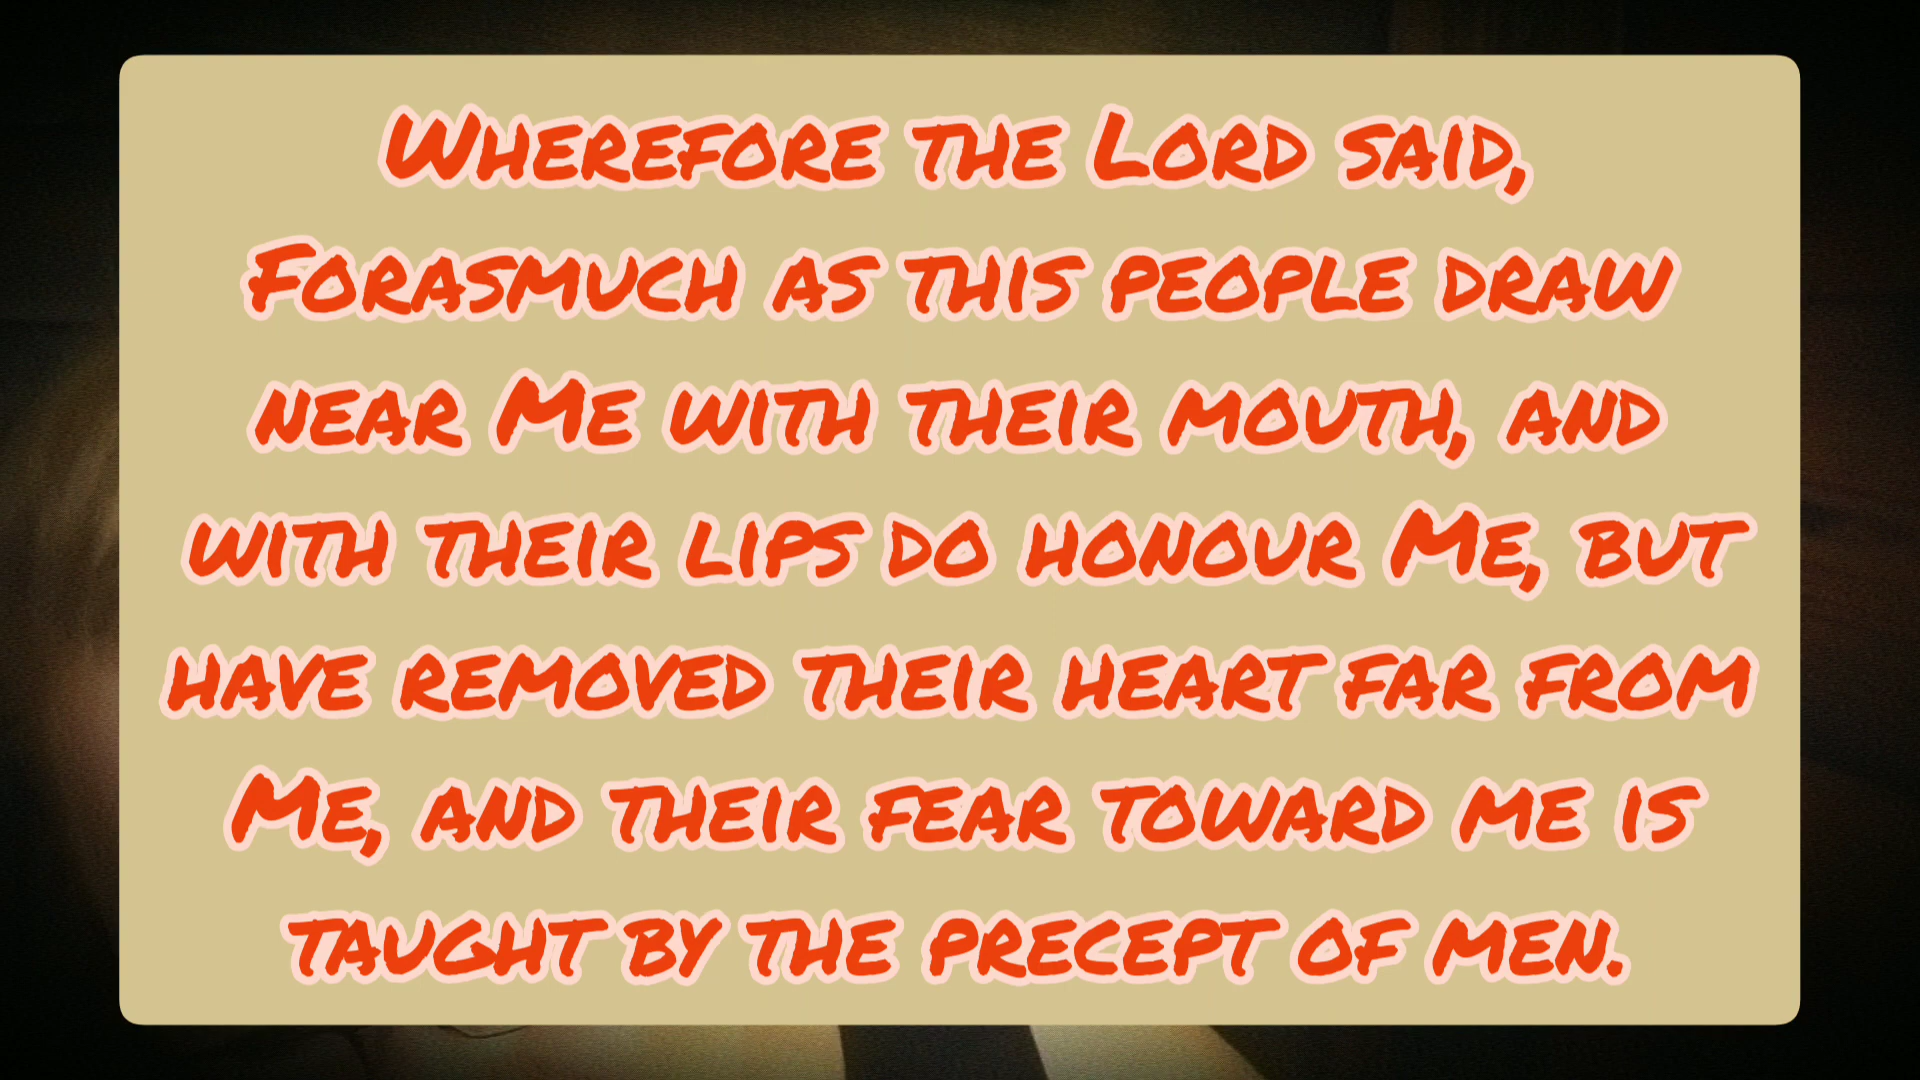 Wherefore the Lord said,
Forasmuch as this people draw
near Me with their mouth, and
with their lips do honour Me, but
have removed their heart far from
Me, and their fear toward me is
taught by the precept of men.